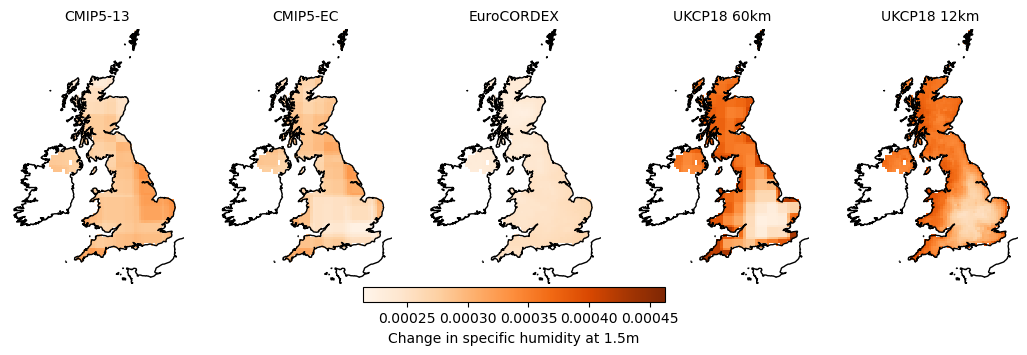 CMIP5-13 CMIP5-EC EuroCORDEX UKCP18 60km UKCP18 12km
0.00025 0.00030 0.00035 0.00040 0.00045
Change in specific humidity at 1.5m